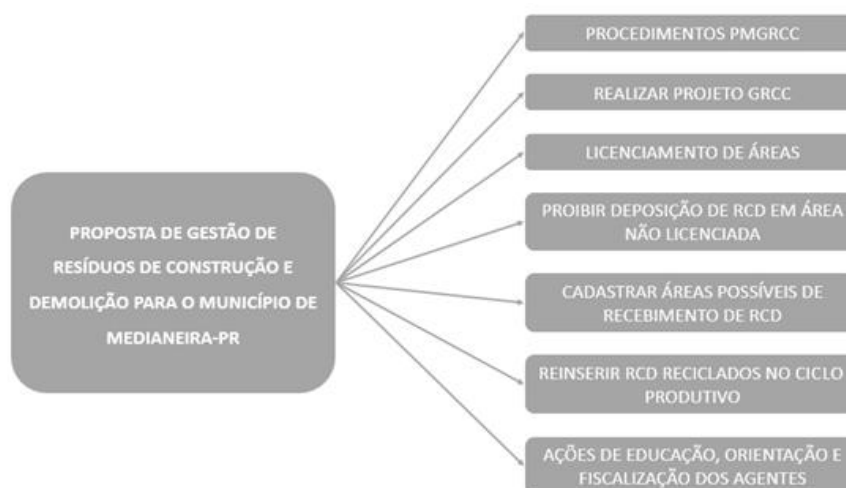 PROPOSTA DE GESTÃO DE
RESÍDUOS DE CONSTRUÇÃO E
DEMOLIÇÃO PARA O MUNICÍPIO DE
MEDIANEIRA-PR
PROCEDIMENTOS PMGRCC
REALIZAR PROJETO GRCC
LICENCIAMENTO DE ÁREAS
PROIBIR DEPOSIÇÃO DE RCD EM ÁREA
NÃO LICENCIADA
CADASTRAR ÁREAS POSSÍVEIS DE
RECEBIMENTO DE RCD
REINSERIR RCD RECICLADOS NO CICLO
PRODUTIVO
AÇÕES DE EDUCAÇÃO, ORIENTAÇÃO E
FISCALIZAÇÃO DOS AGENTES